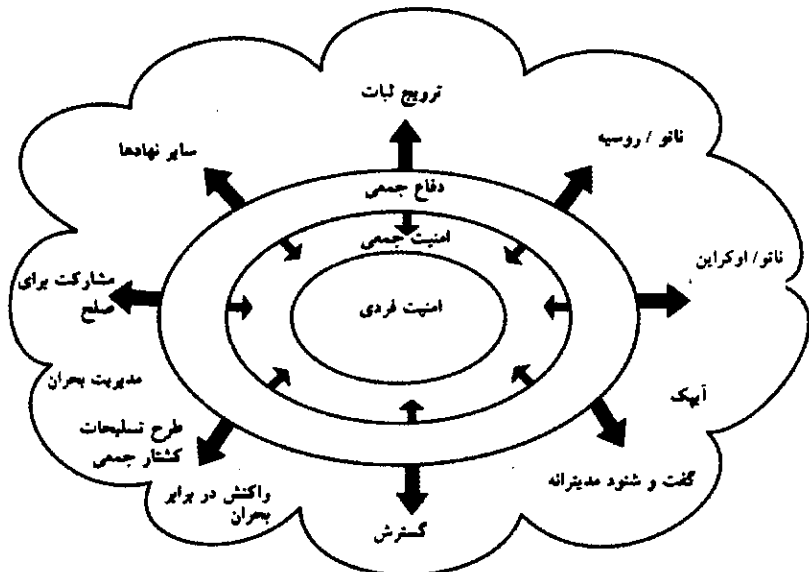 ترویج ثبات
سایر نهادها
ناتو / روسیه
دفاع جمعی
امنیت جمعی
ناتو/ اوکراین
مشارکت برای
صلح
امنیت فردی
مدیریت بحران
آیپک
طرح تسلیحات
کشتار جمعی
گفت و شنود مدیترانه
واکنش در برابر
بحران
گسترش